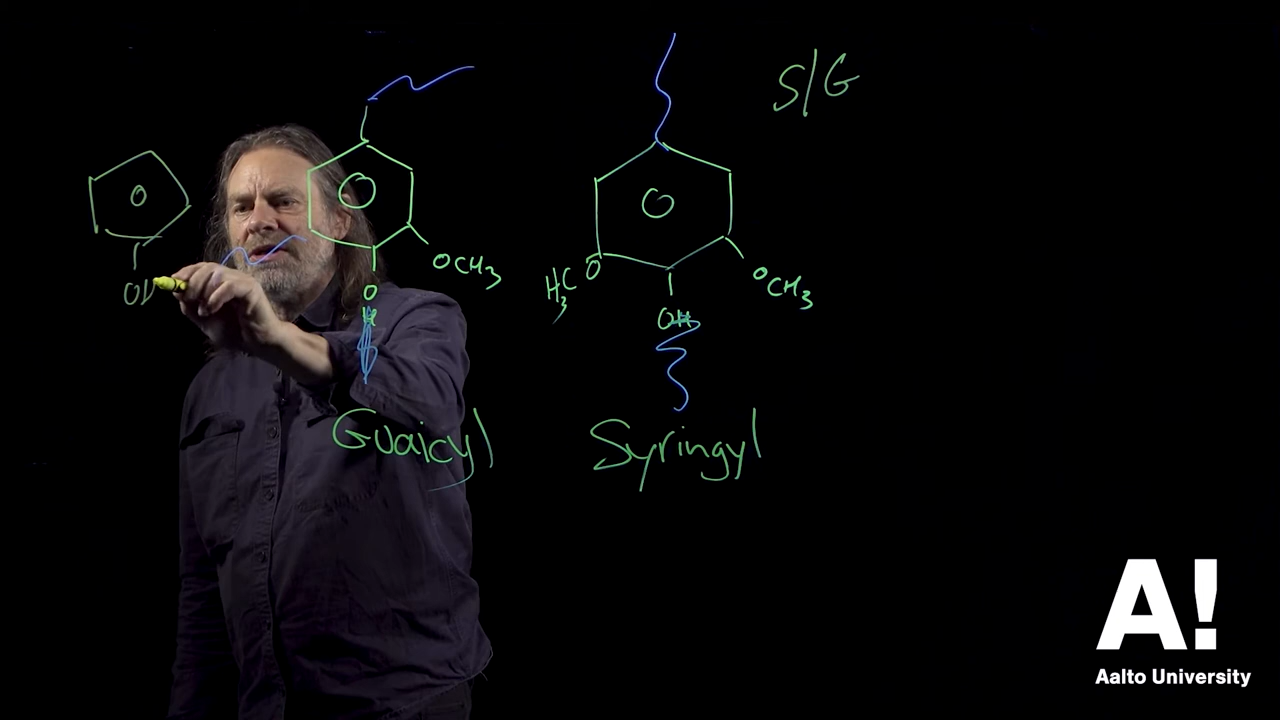 S/G
OCH3
O
H
OH
H3C O
OCH3
OH
Guaicyl
Syringyl
A!
Aalto University